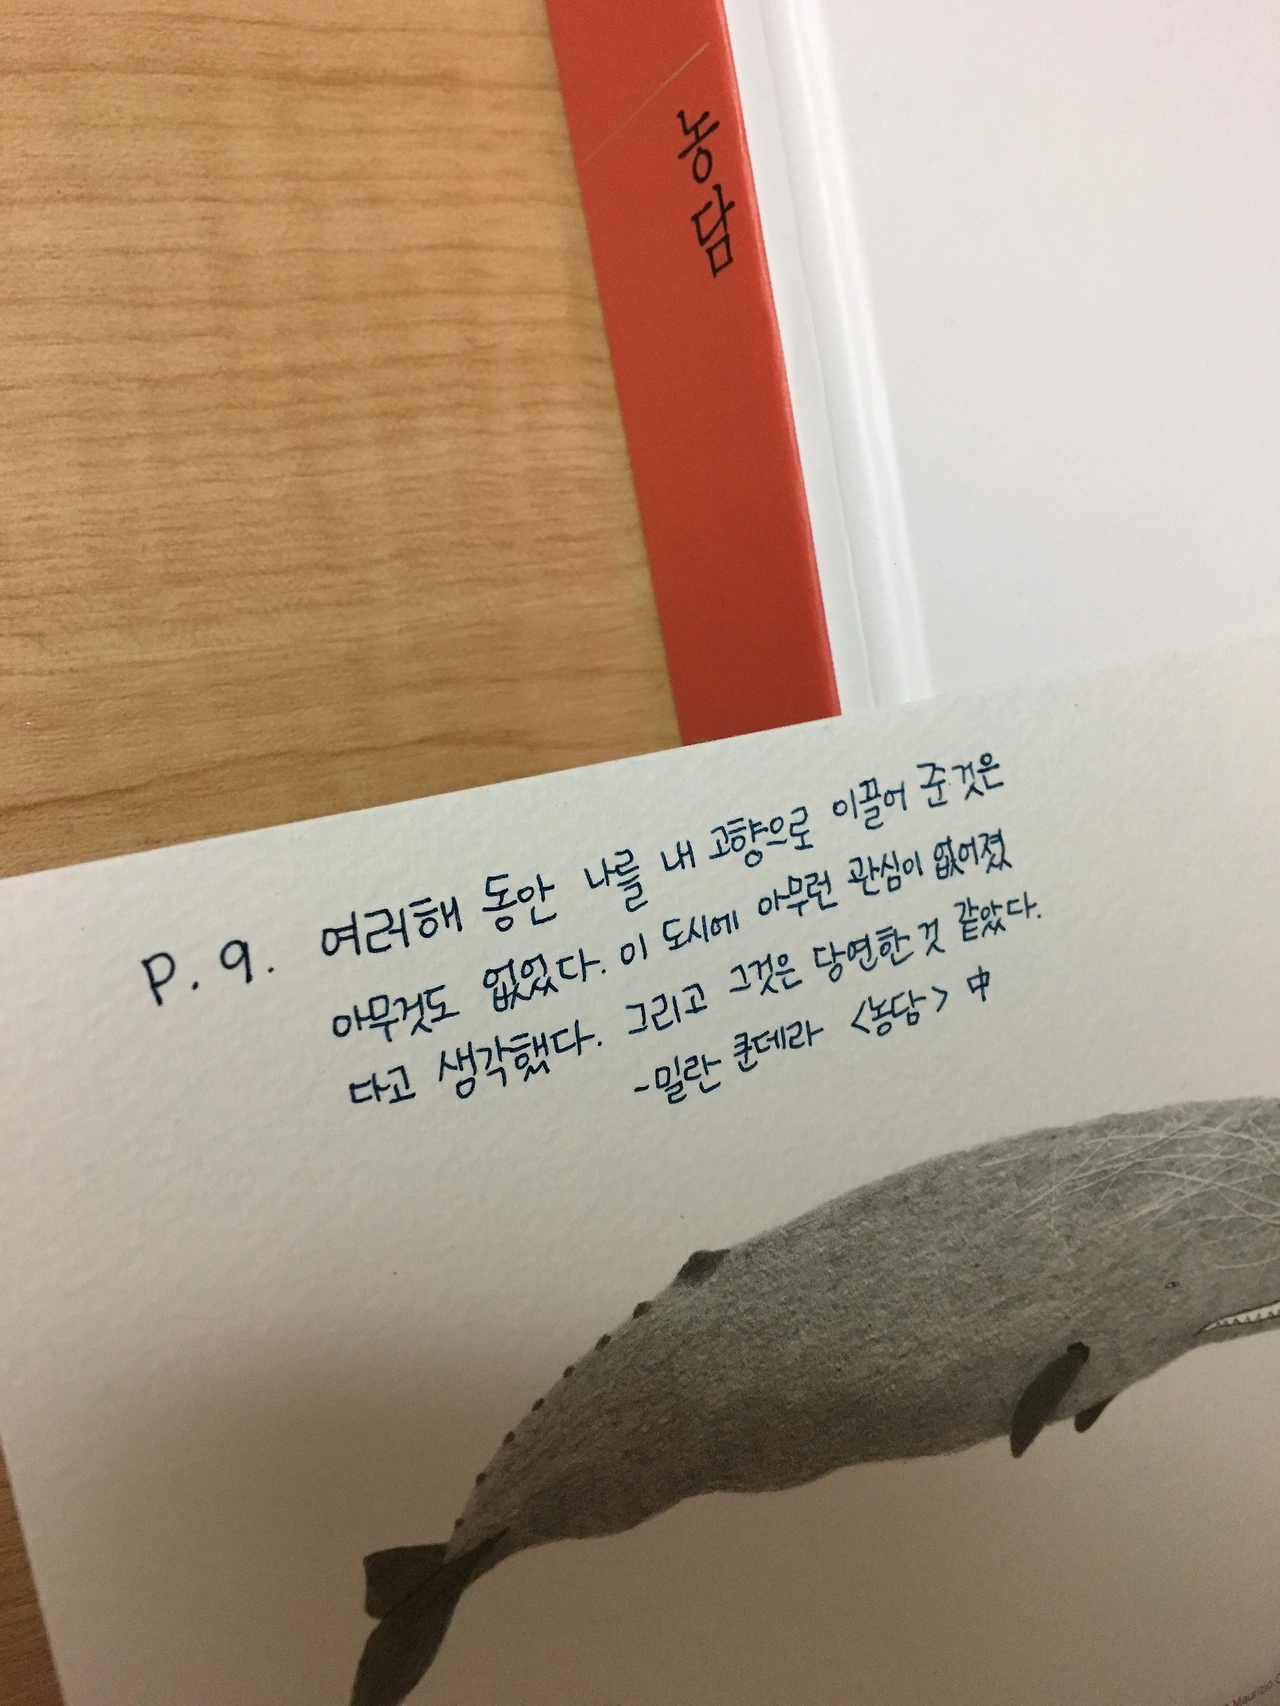 농담
P. 9. 여러해 동안 나를 내 고향으로 이끌어 준 것은
아무것도 없었다. 이 도시에 아무런 관심이 없어졌
다고 생각했다. 그리고 그것은 당연한 것 같았다.
-밀란 쿤데라 <농담> 中
Maurizio